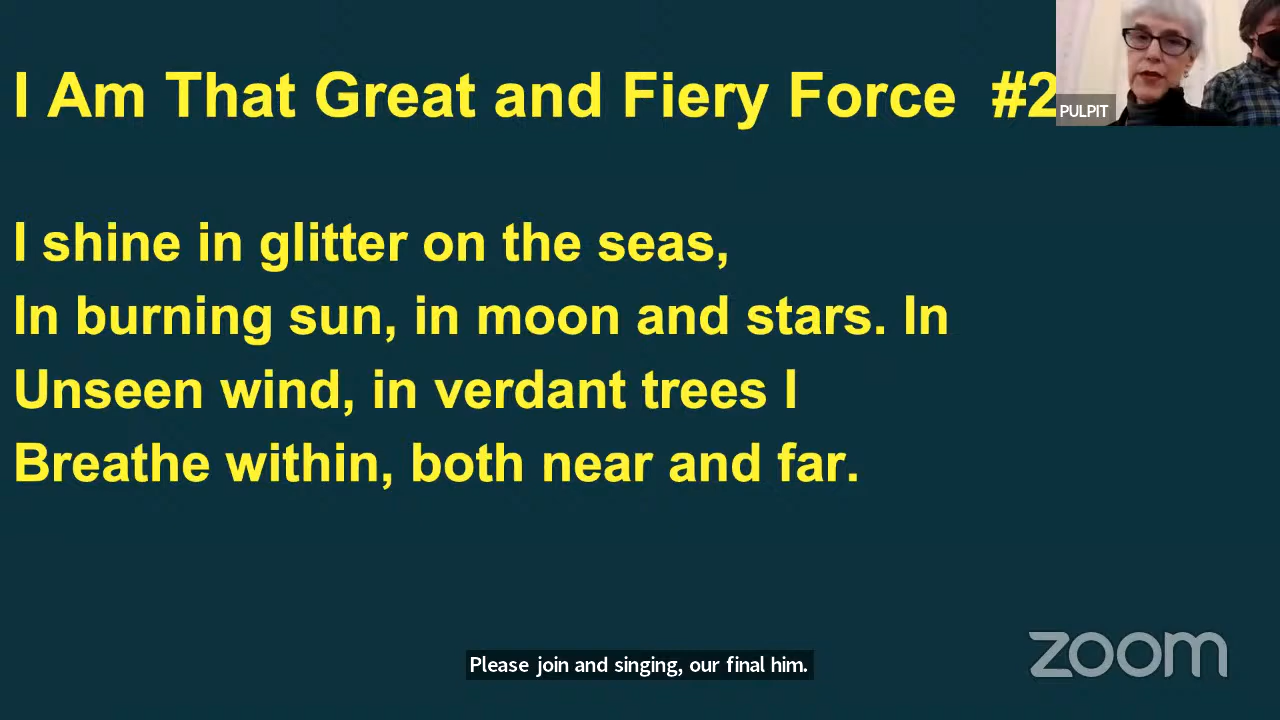 I Am That Great and Fiery Force #2
PULPIT
I shine in glitter on the seas,
In burning sun, in moon and stars. In
Unseen wind, in verdant trees I
Breathe within, both near and far.
Please join and singing, our final him.
zoom